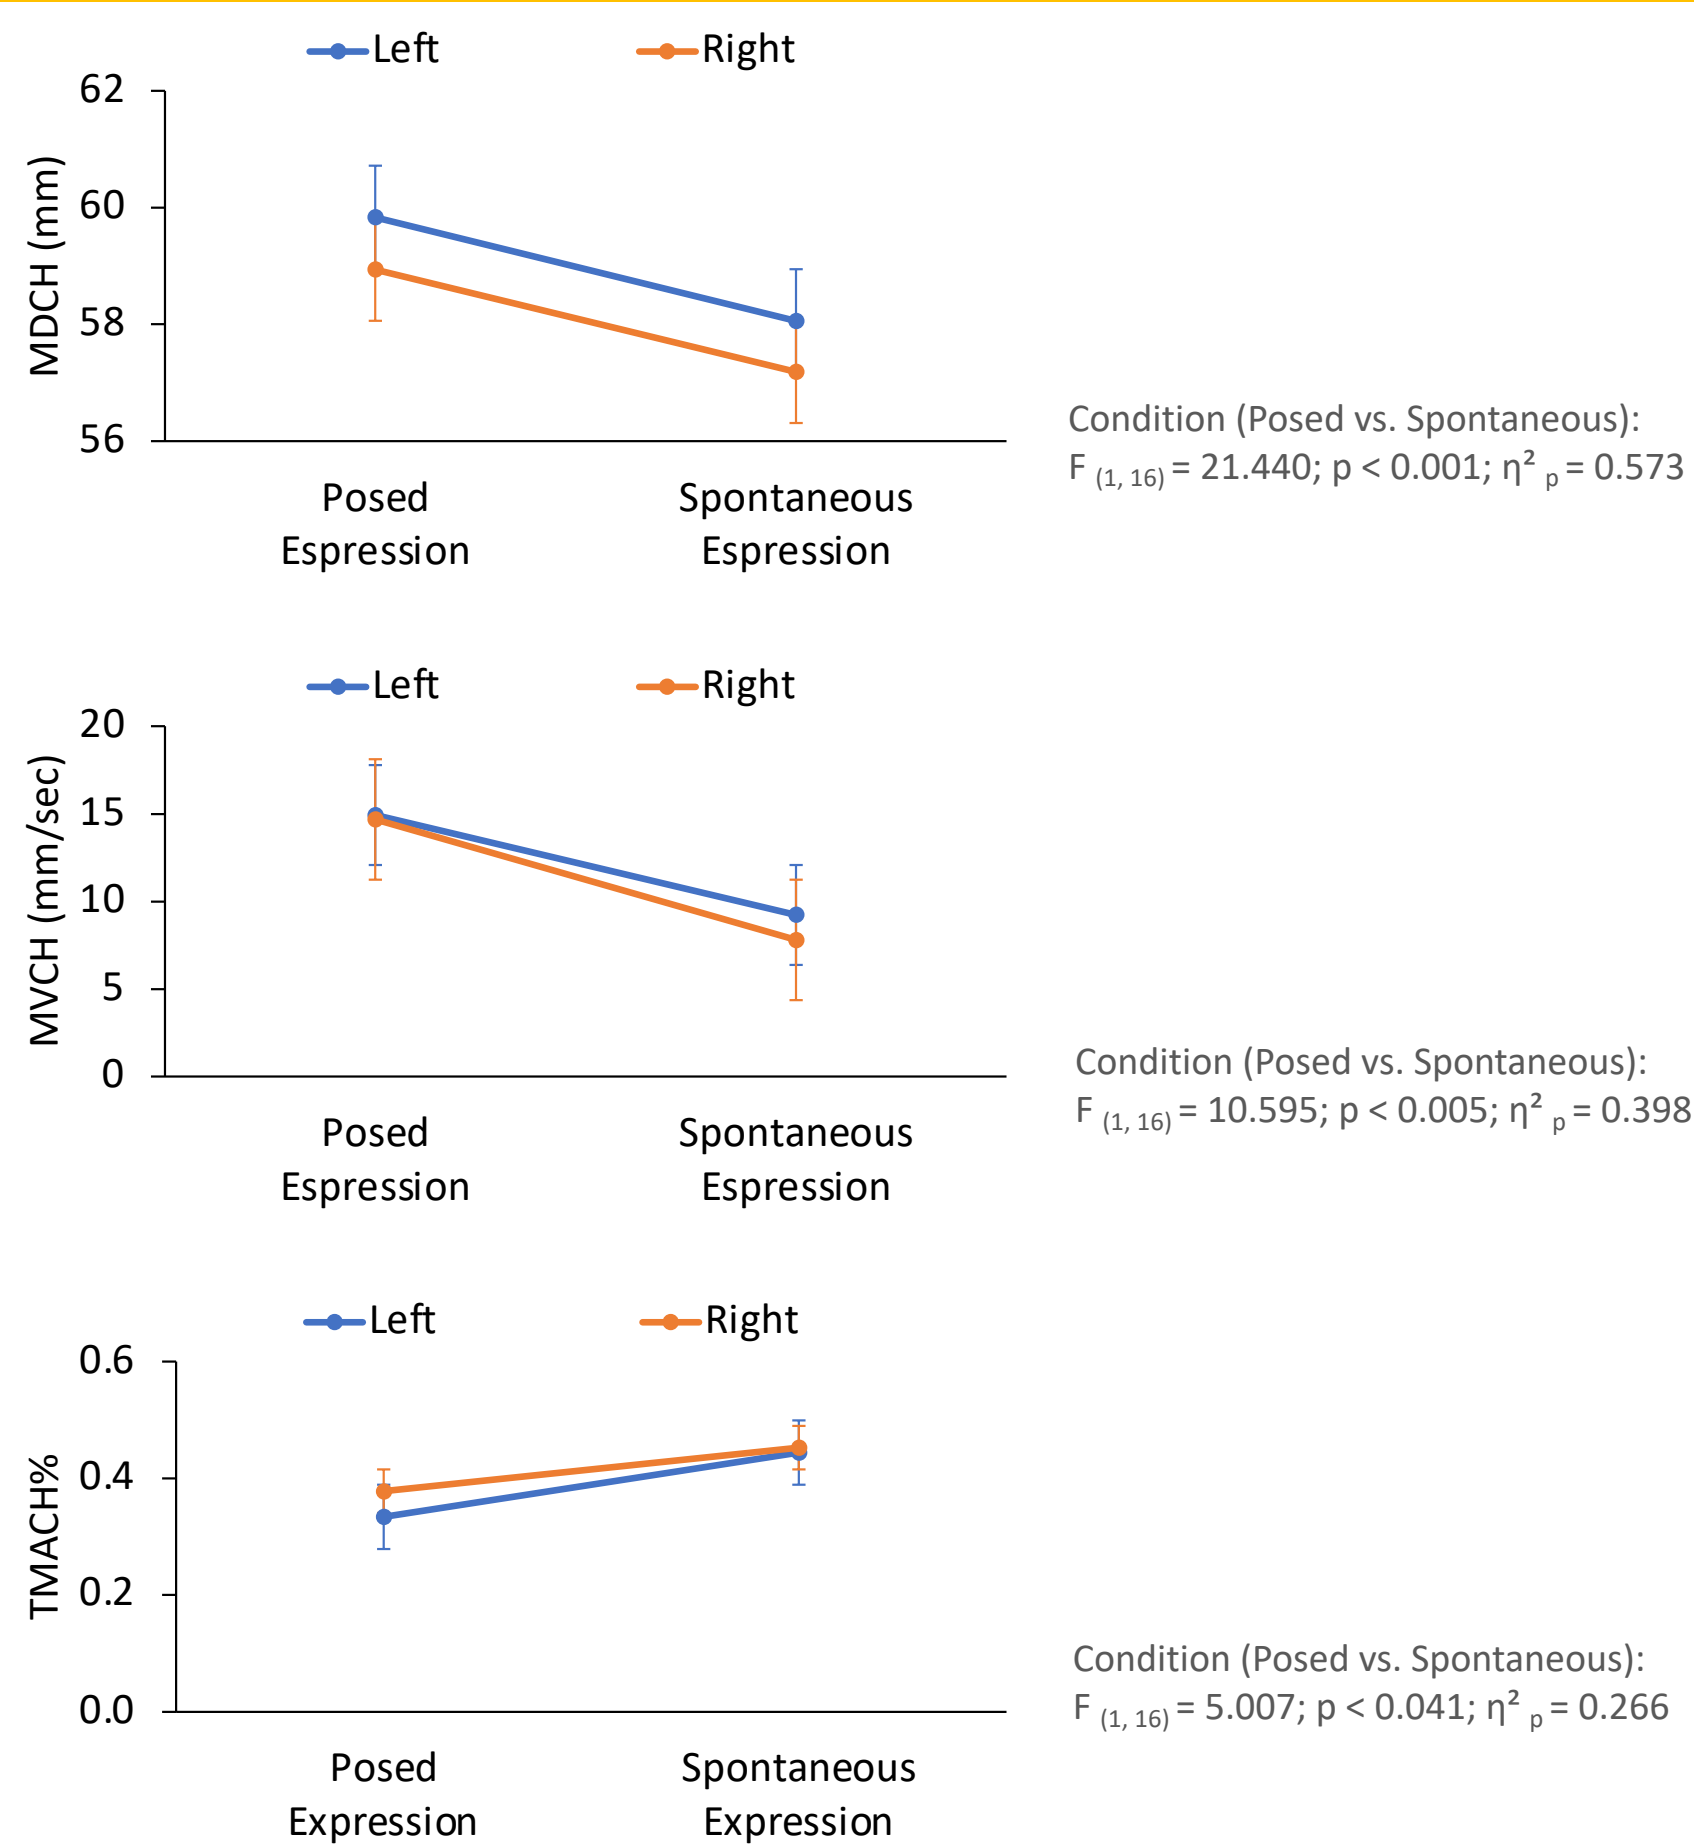 Left Right
62
60
58
56
MDCH (mm)
Posed Espression
Spontaneous Espression
Condition (Posed vs. Spontaneous):
F (1, 16) = 21.440; p < 0.001; η² p = 0.573
Left Right
20
15
10
5
0
MVCH (mm/sec)
Posed Espression
Spontaneous Espression
Condition (Posed vs. Spontaneous):
F (1, 16) = 10.595; p < 0.005; η² p = 0.398
Left Right
0.6
0.4
0.2
0.0
TMACH%
Posed Expression
Spontaneous Expression
Condition (Posed vs. Spontaneous):
F (1, 16) = 5.007; p < 0.041; η² p = 0.266